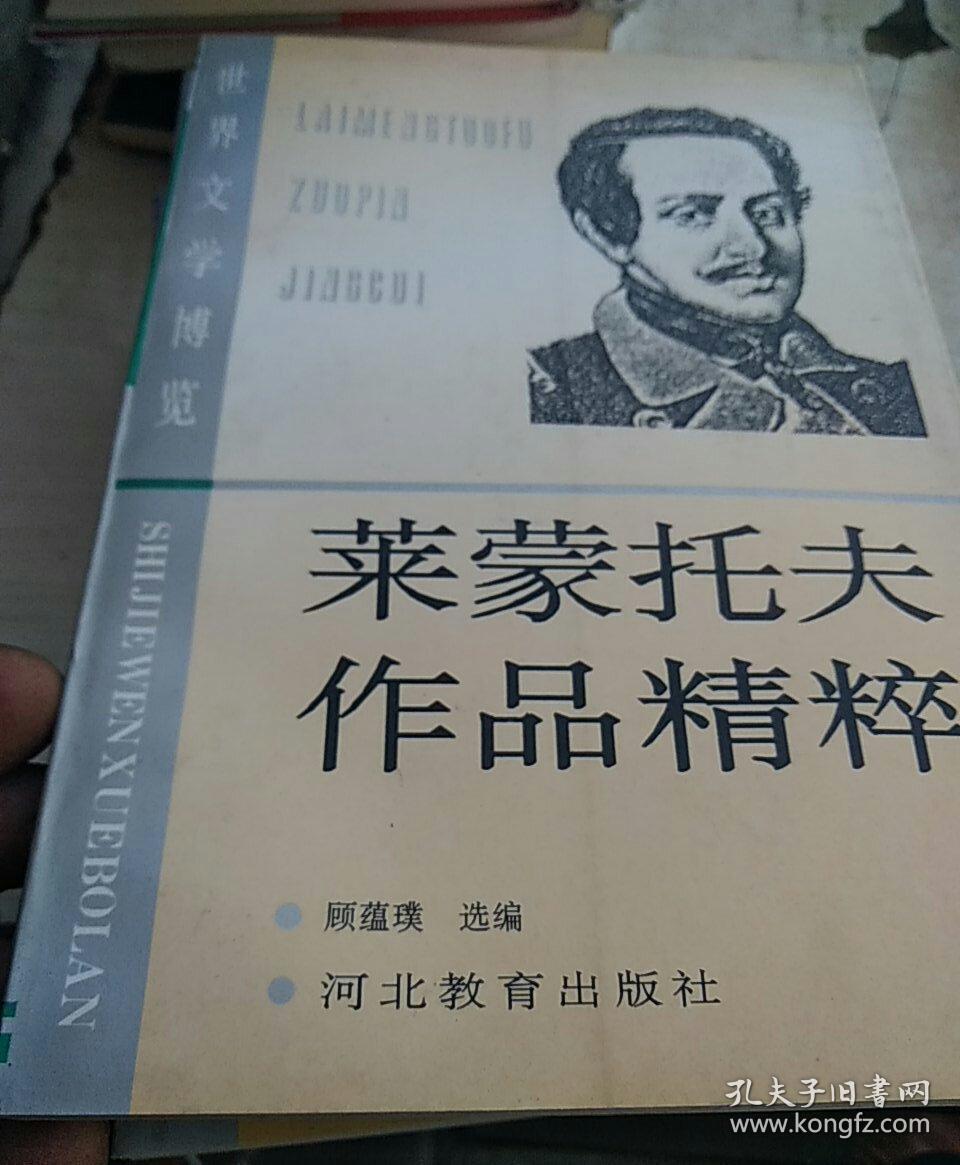 世界文学博览
SHIJIEWENXUEBOLAN
LAIMENGTUOFU
ZUOPIN
JINGCUI
莱蒙托夫
作品精粹
顾蕴璞 选编
河北教育出版社
孔夫子旧书网
www.kongfz.com